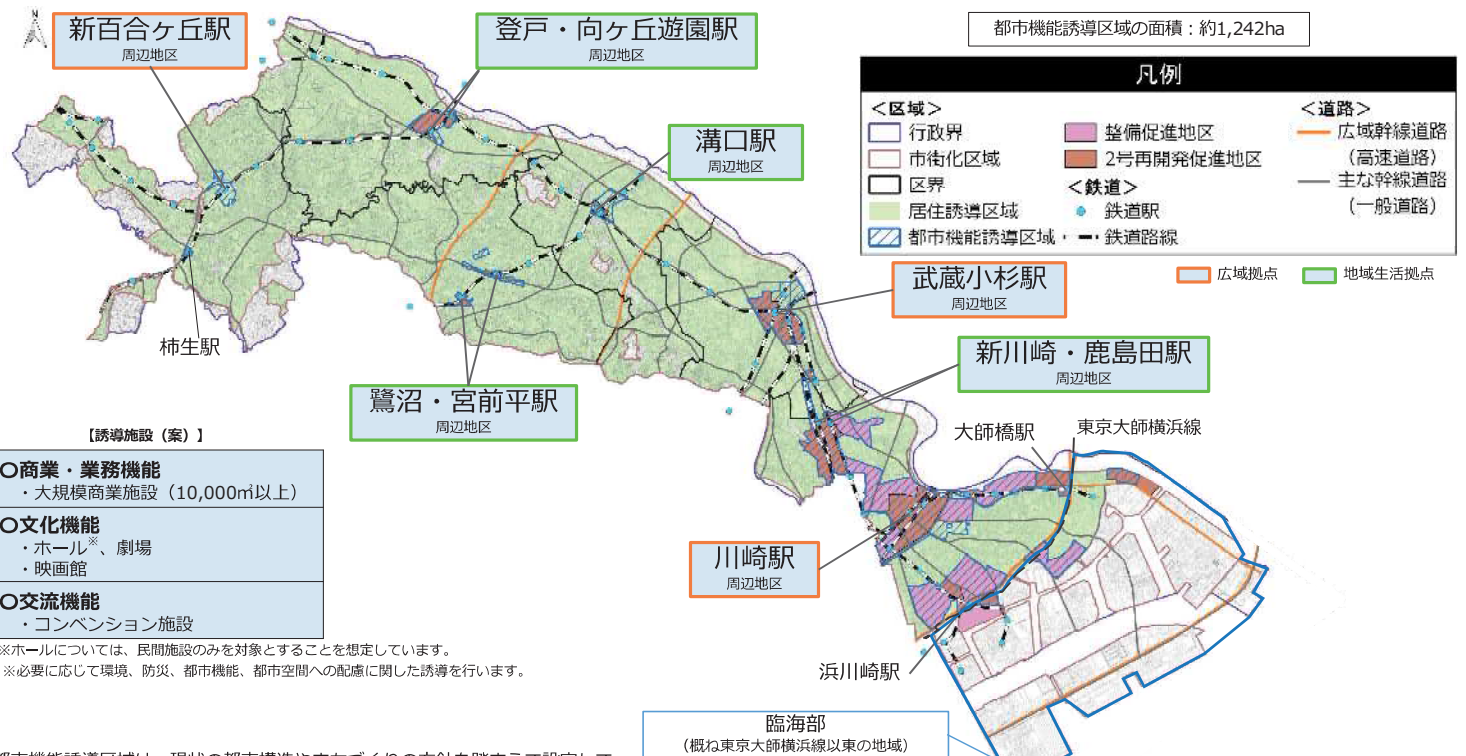 新百合ヶ丘駅
周辺地区
登戸・向ヶ丘遊園駅
周辺地区
都市機能誘導区域の面積：約1,242ha
N
凡例
＜区域＞
行政界
市街化区域
区界
居住誘導区域
都市機能誘導区域
整備促進地区
2号再開発促進地区
＜鉄道＞
鉄道駅
鉄道路線
＜道路＞
広域幹線道路
（高速道路）
主な幹線道路
（一般道路）
広域拠点
地域生活拠点
溝口駅
周辺地区
武蔵小杉駅
周辺地区
柿生駅
新川崎・鹿島田駅
周辺地区
鷺沼・宮前平駅
周辺地区
大師橋駅
東京大師横浜線
【誘導施設（案）】
〇商業・業務機能
・大規模商業施設（10,000㎡以上）
〇文化機能
・ホール※、劇場
・映画館
〇交流機能
・コンベンション施設
※ホールについては、民間施設のみを対象とすることを想定しています。
※必要に応じて環境、防災、都市機能、都市空間への配慮に関した誘導を行います。
川崎駅
周辺地区
浜川崎駅
臨海部
（概ね東京大師横浜線以東の地域）